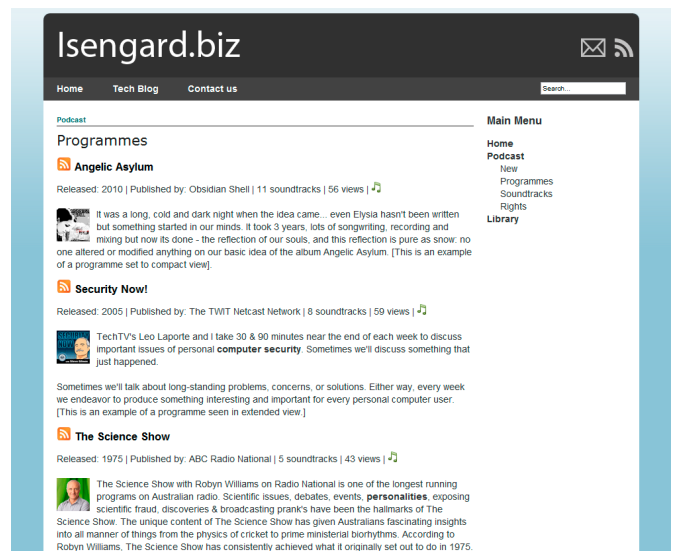 Isengard.biz
Home Tech Blog Contact us Search...
Podcast
Programmes
Angelic Asylum
Released: 2010 | Published by: Obsidian Shell | 11 soundtracks | 56 views |
It was a long, cold and dark night when the idea came... even Elysia hasn't been written
but something started in our minds. It took 3 years, lots of songwriting, recording and
mixing but now its done - the reflection of our souls, and this reflection is pure as snow: no
one altered or modified anything on our basic idea of the album Angelic Asylum. [This is an example
of a programme set to compact view].
Security Now!
Released: 2005 | Published by: The TWIT Netcast Network | 8 soundtracks | 59 views |
TechTV's Leo Laporte and I take 30 & 90 minutes near the end of each week to discuss
important issues of personal computer security. Sometimes we'll discuss something that
just happened.
Sometimes we'll talk about long-standing problems, concerns, or solutions. Either way, every week
we endeavor to produce something interesting and important for every personal computer user.
[This is an example of a programme seen in extended view.]
The Science Show
Released: 1975 | Published by: ABC Radio National | 5 soundtracks | 43 views |
The Science Show with Robyn Williams on Radio National is one of the longest running
programs on Australian radio. Scientific issues, debates, events, personalities, exposing
scientific fraud, discoveries & broadcasting prank's have been the hallmarks of The
Science Show. The unique content of The Science Show has given Australians fascinating insights
into all manner of things from the physics of cricket to prime ministerial biorhythms. According to
Robyn Williams, The Science Show has consistently achieved what it originally set out to do in 1975.
Main Menu
Home
Podcast
New
Programmes
Soundtracks
Rights
Library